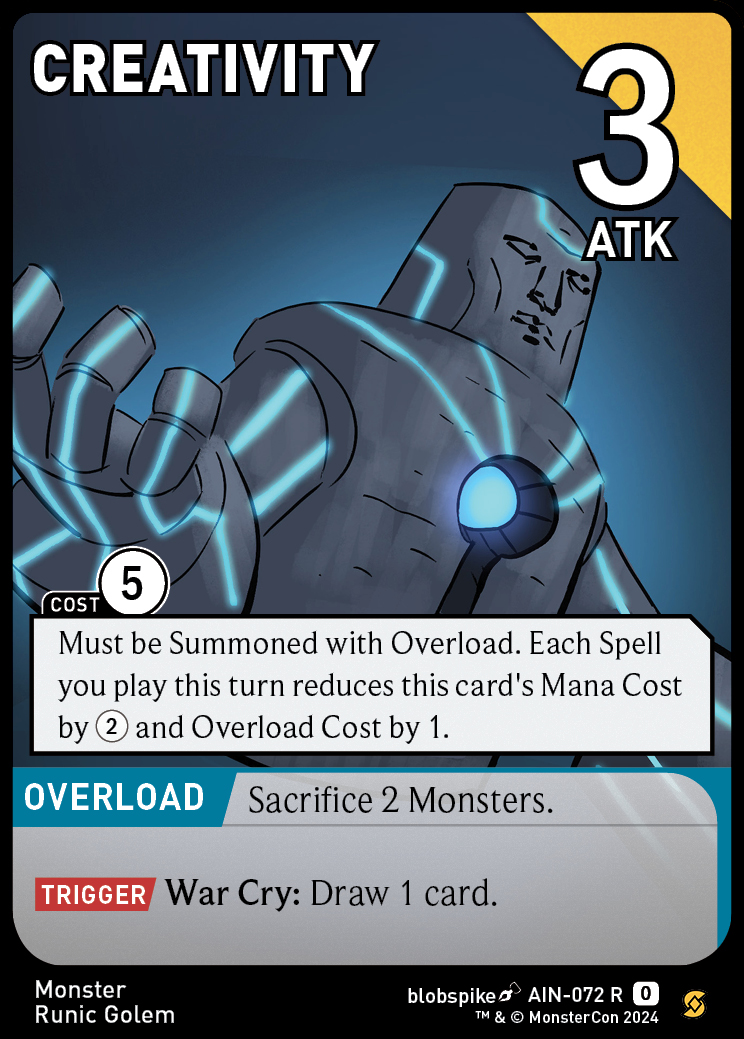 CREATIVITY
3
ATK
COST 5
Must be Summoned with Overload. Each Spell
you play this turn reduces this card's Mana Cost
by 2 and Overload Cost by 1.
OVERLOAD Sacrifice 2 Monsters.
TRIGGER War Cry: Draw 1 card.
Monster
Runic Golem
blobspike AIN-072 R 0
™ & © MonsterCon 2024